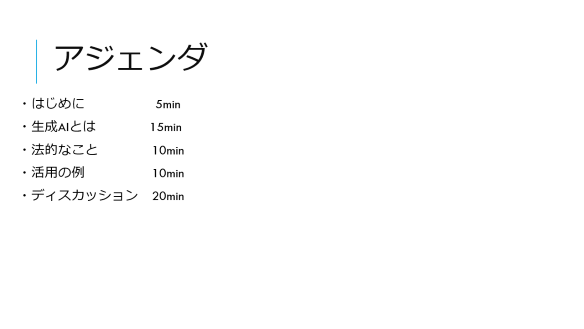 アジェンダ
・はじめに 5min
・生成AIとは 15min
・法的なこと 10min
・活用の例 10min
・ディスカッション 20min